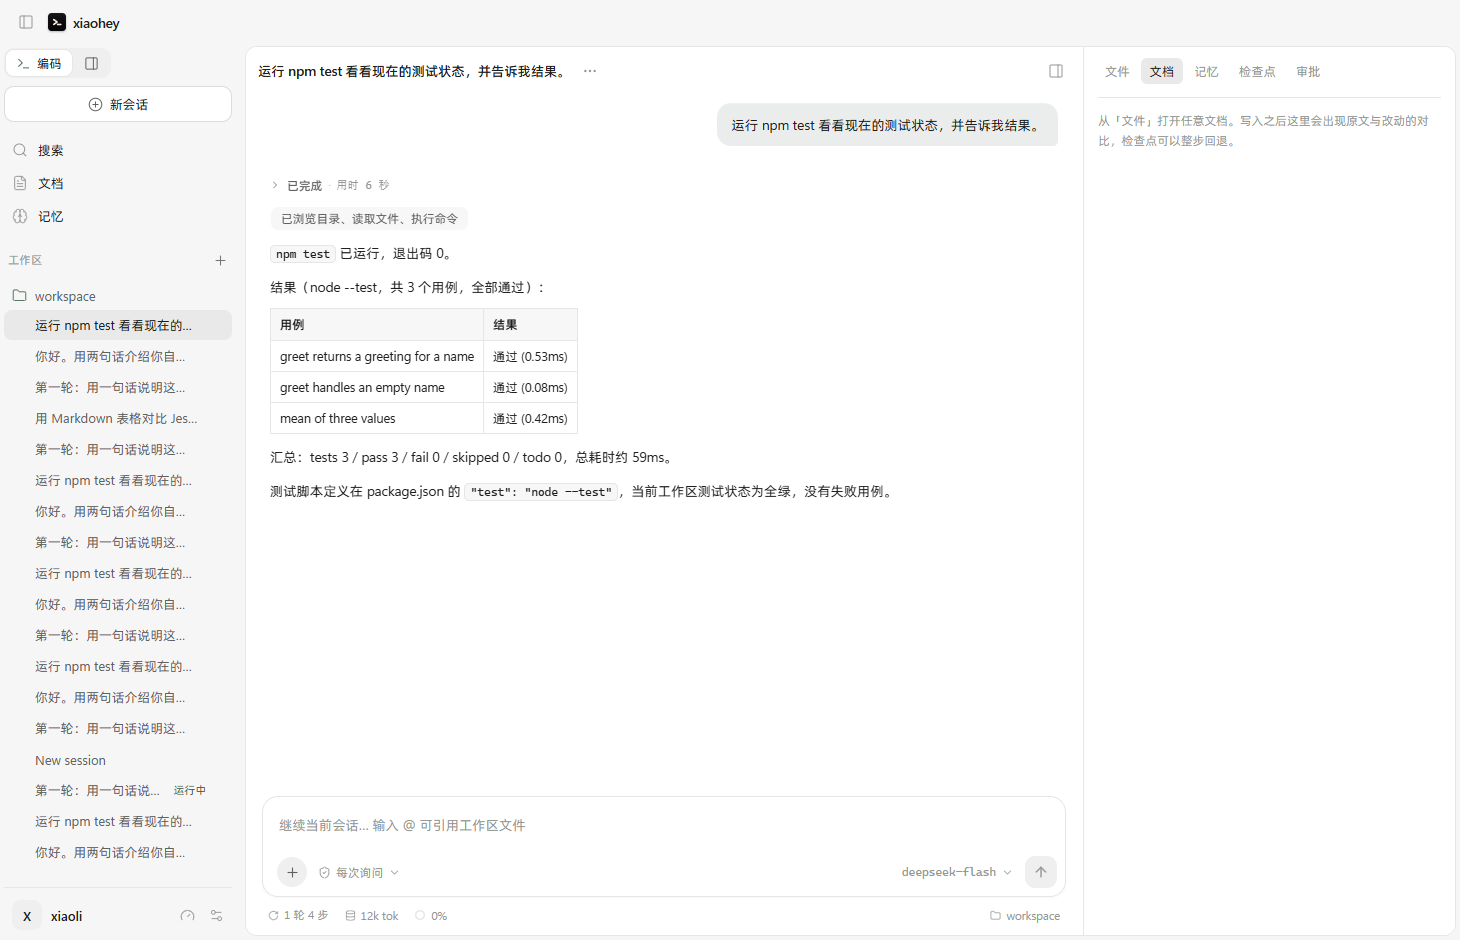 xiaohey
编码
新会话
搜索
文档
记忆
工作区
workspace
运行 npm test 看看现在的...
你好。用两句话介绍你自...
第一轮：用一句话说明这...
用 Markdown 表格对比 Jes...
第一轮：用一句话说明这...
运行 npm test 看看现在的...
你好。用两句话介绍你自...
第一轮：用一句话说明这...
运行 npm test 看看现在的...
你好。用两句话介绍你自...
第一轮：用一句话说明这...
运行 npm test 看看现在的...
你好。用两句话介绍你自...
第一轮：用一句话说明这...
New session
第一轮：用一句话说... 运行中
运行 npm test 看看现在的...
你好。用两句话介绍你自...
X xiaoli
运行 npm test 看看现在的测试状态，并告诉我结果。 ···
运行 npm test 看看现在的测试状态，并告诉我结果。
已完成 · 用时 6 秒
已浏览目录、读取文件、执行命令
npm test 已运行，退出码 0。
结果（node --test，共 3 个用例，全部通过）：
用例 结果
greet returns a greeting for a name 通过 (0.53ms)
greet handles an empty name 通过 (0.08ms)
mean of three values 通过 (0.42ms)
汇总：tests 3 / pass 3 / fail 0 / skipped 0 / todo 0，总耗时约 59ms。
测试脚本定义在 package.json 的 "test": "node --test"，当前工作区测试状态为全绿，没有失败用例。
继续当前会话... 输入 @ 可引用工作区文件
每次询问
deepseek-flash
1 轮 4 步 12k tok 0%
workspace
文件 文档 记忆 检查点 审批
从「文件」打开任意文档。写入之后这里会出现原文与改动的对
比，检查点可以整步回退。